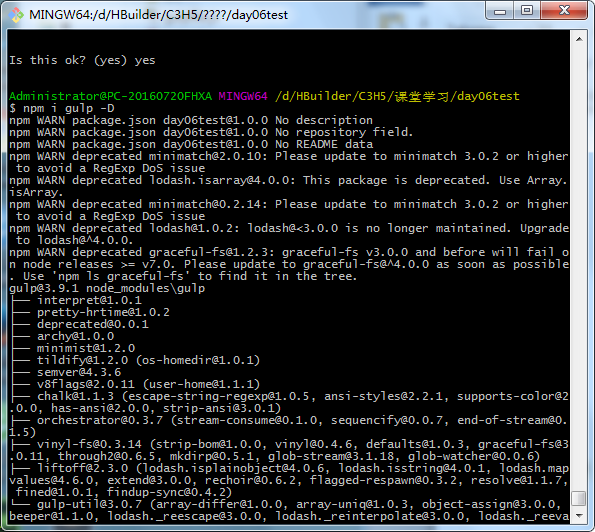 MINGW64:/d/HBuilder/C3H5/????/day06test
Is this ok? (yes) yes
Administrator@PC-20160720FHXA MINGW64 /d/HBuilder/C3H5/课堂学习/day06test
$ npm i gulp -D
npm WARN package.json day06test@1.0.0 No description
npm WARN package.json day06test@1.0.0 No repository field.
npm WARN package.json day06test@1.0.0 No README data
npm WARN deprecated minimatch@2.0.10: Please update to minimatch 3.0.2 or higher
 to avoid a RegExp DoS issue
npm WARN deprecated lodash.isarray@4.0.0: This package is deprecated. Use Array.
isArray.
npm WARN deprecated minimatch@0.2.14: Please update to minimatch 3.0.2 or higher
 to avoid a RegExp DoS issue
npm WARN deprecated lodash@1.0.2: lodash@<3.0.0 is no longer maintained. Upgrade
 to lodash@^4.0.0.
npm WARN deprecated graceful-fs@1.2.3: graceful-fs v3.0.0 and before will fail o
n node releases >= v7.0. Please update to graceful-fs@^4.0.0 as soon as possible
. Use 'npm ls graceful-fs' to find it in the tree.
gulp@3.9.1 node_modules\gulp
├── interpret@1.0.1
├── pretty-hrtime@1.0.2
├── deprecated@0.0.1
├── archy@1.0.0
├── minimist@1.2.0
├── tildify@1.2.0 (os-homedir@1.0.1)
├── semver@4.3.6
├── v8flags@2.0.11 (user-home@1.1.1)
├── chalk@1.1.3 (escape-string-regexp@1.0.5, ansi-styles@2.2.1, supports-color@2
.0.0, has-ansi@2.0.0, strip-ansi@3.0.1)
├── orchestrator@0.3.7 (stream-consume@0.1.0, sequencify@0.0.7, end-of-stream@0.
1.5)
├── vinyl-fs@0.3.14 (strip-bom@1.0.0, vinyl@0.4.6, defaults@1.0.3, graceful-fs@3
.0.11, through2@0.6.5, mkdirp@0.5.1, glob-stream@3.1.18, glob-watcher@0.0.6)
├── liftoff@2.3.0 (lodash.isplainobject@4.0.6, lodash.isstring@4.0.1, lodash.map
values@4.6.0, extend@3.0.0, rechoir@0.6.2, flagged-respawn@0.3.2, resolve@1.1.7,
 fined@1.0.1, findup-sync@0.4.2)
└── gulp-util@3.0.7 (array-differ@1.0.0, array-uniq@1.0.3, object-assign@3.0.0,
beeper@1.1.0, lodash._reescape@3.0.0, lodash._reinterpolate@3.0.0, lodash._reeva